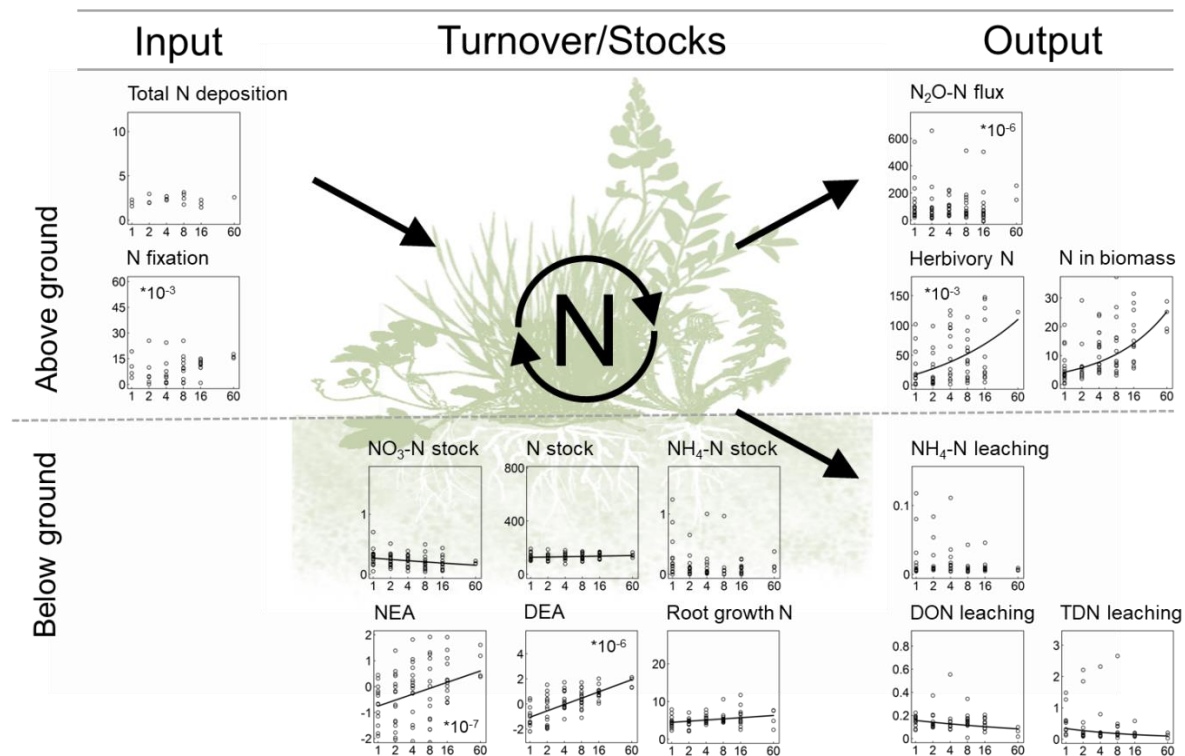 Input
Turnover/Stocks
Output
Above ground
Total N deposition
10
5
0
1 2 4 8 16 60
N fixation
*10-3
60
45
30
15
0
1 2 4 8 16 60
N
N2O-N flux
*10-6
600
400
200
0
1 2 4 8 16 60
Herbivory N
*10-3
150
100
50
0
1 2 4 8 16 60
N in biomass
30
20
10
0
1 2 4 8 16 60
Below ground
NO3-N stock
1
0
1 2 4 8 16 60
N stock
800
400
0
1 2 4 8 16 60
NH4-N stock
1
0
1 2 4 8 16 60
NH4-N leaching
0.1
0
1 2 4 8 16 60
NEA
*10-7
2
1
0
-1
-2
1 2 4 8 16 60
DEA
*10-6
4
2
0
-2
1 2 4 8 16 60
Root growth N
20
10
0
1 2 4 8 16 60
DON leaching
0.8
0.6
0.4
0.2
0
1 2 4 8 16 60
TDN leaching
3
2
1
0
1 2 4 8 16 60